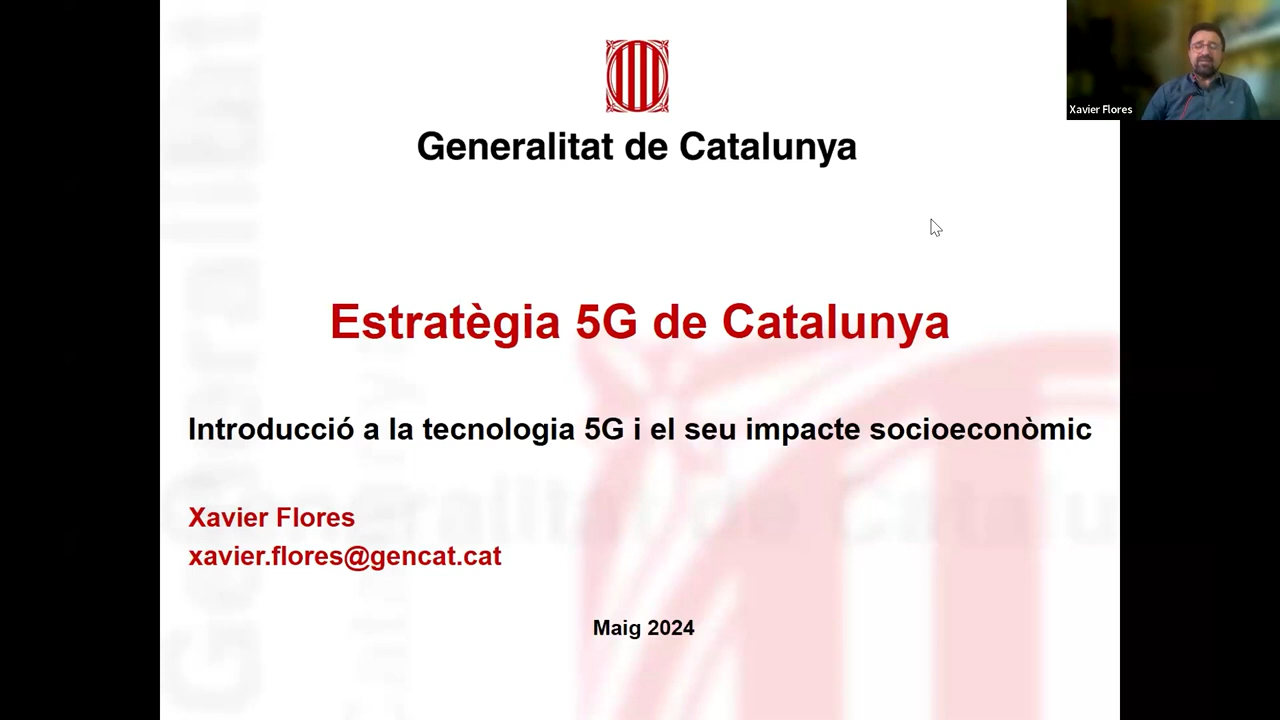 Generalitat de Catalunya
Xavier Flores
Estratègia 5G de Catalunya
Introducció a la tecnologia 5G i el seu impacte socioeconòmic
Xavier Flores
xavier.flores@gencat.cat
Maig 2024